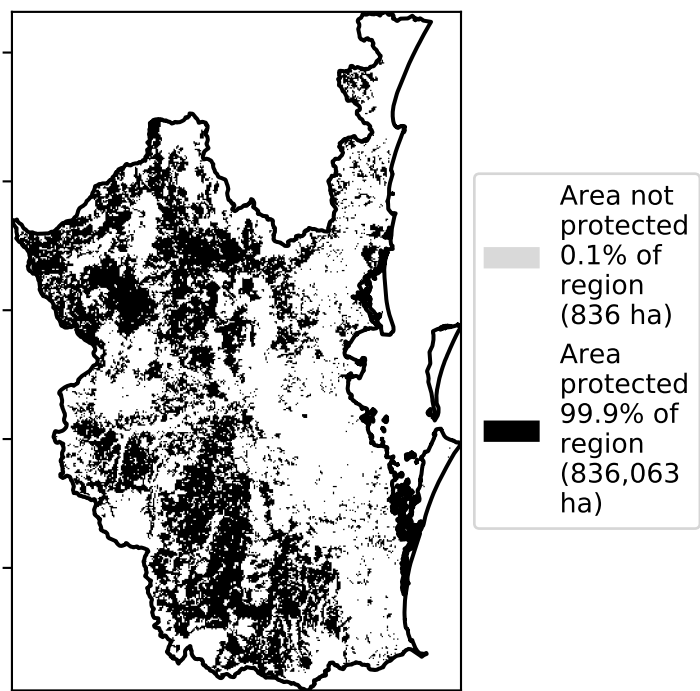 Area not
protected
0.1% of
region
(836 ha)
Area
protected
99.9% of
region
(836,063
ha)